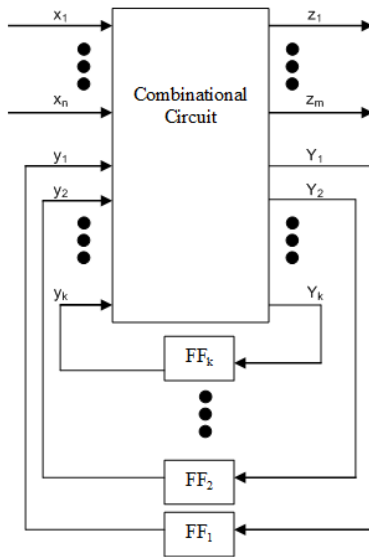 x₁ z₁
xₙ zₘ
Combinational
Circuit
y₁ Y₁
y₂ Y₂
yₖ Yₖ
FFₖ
FF₂
FF₁